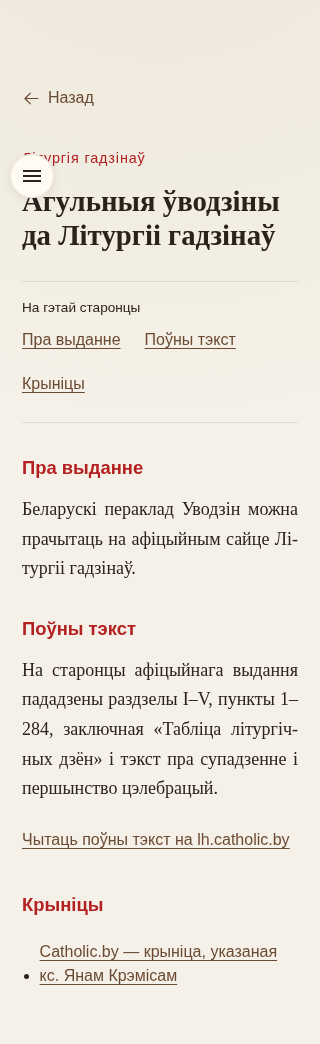 Назад
гадзінаў
Агульныя ўводзіны
да Літургіі гадзінаў
На гэтай старонцы
Пра выданне Поўны тэкст
Крыніцы
Пра выданне
Беларускі пераклад Уводзін можна
прачытаць на афіцыйным сайце Лі-
тургіі гадзінаў.
Поўны тэкст
На старонцы афіцыйнага выдання
пададзены раздзелы I–V, пункты 1–
284, заключная «Табліца літургіч-
ных дзён» і тэкст пра супадзенне і
першынство цэлебрацый.
Чытаць поўны тэкст на lh.catholic.by
Крыніцы
Catholic.by — крыніца, указаная
кс. Янам Крэмісам